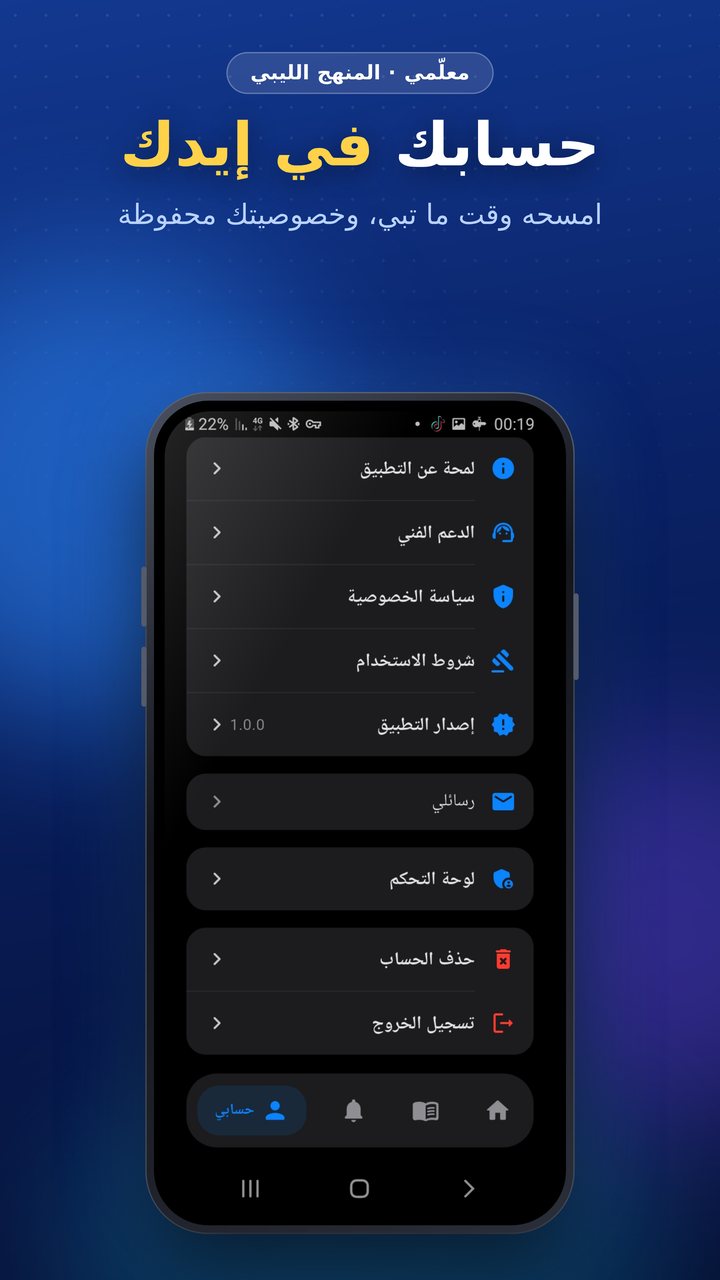 معلّمي · المنهج الليبي
حسابك في إيدك
امسحه وقت ما تبي، وخصوصيتك محفوظة
22% 4G 00:19
لمحة عن التطبيق
الدعم الفني
سياسة الخصوصية
شروط الاستخدام
إصدار التطبيق 1.0.0
رسائلي
لوحة التحكم
حذف الحساب
تسجيل الخروج
حسابي